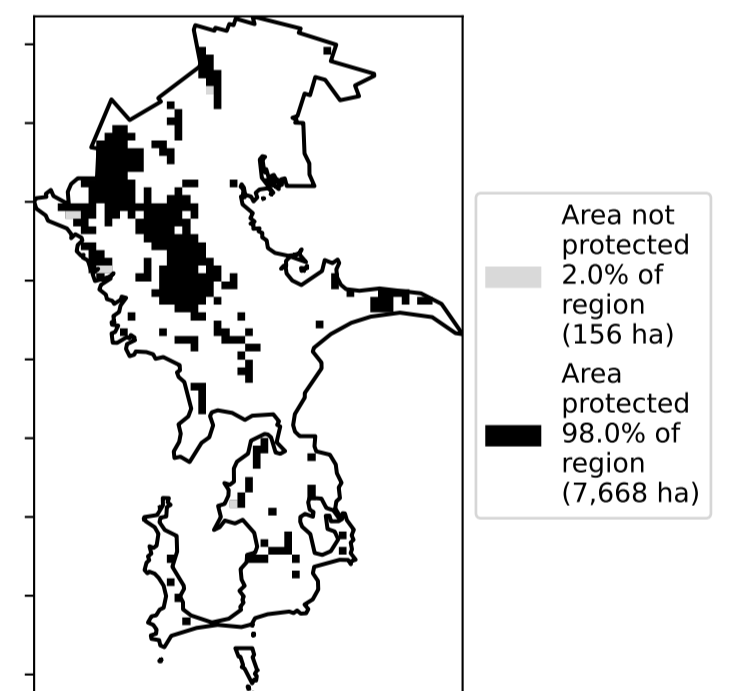 Area not
protected
2.0% of
region
(156 ha)
Area
protected
98.0% of
region
(7,668 ha)